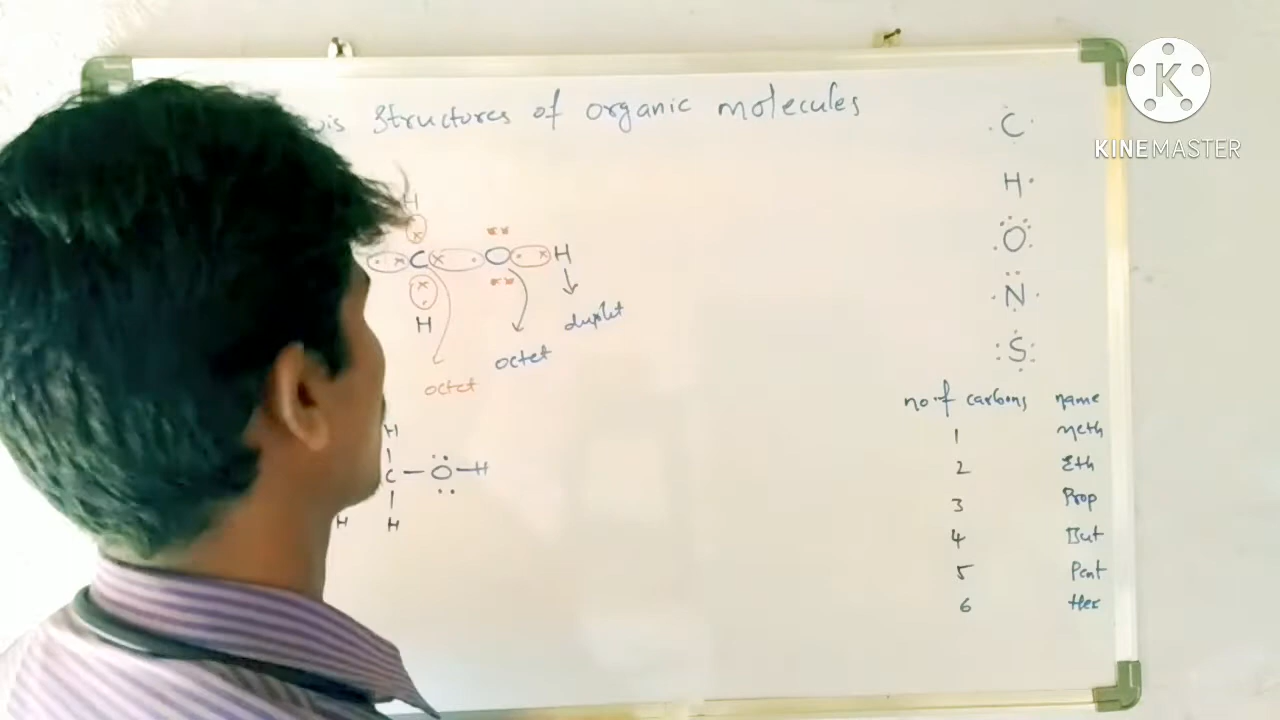 structures of organic molecules
H
C O H
H
duplet
octet
octet
H
C – O – H
H H
C
H
O
N
S
no.of carbons name
1 Meth
2 Eth
3 Prop
4 But
5 Pent
6 Hex
K
KINEMASTER